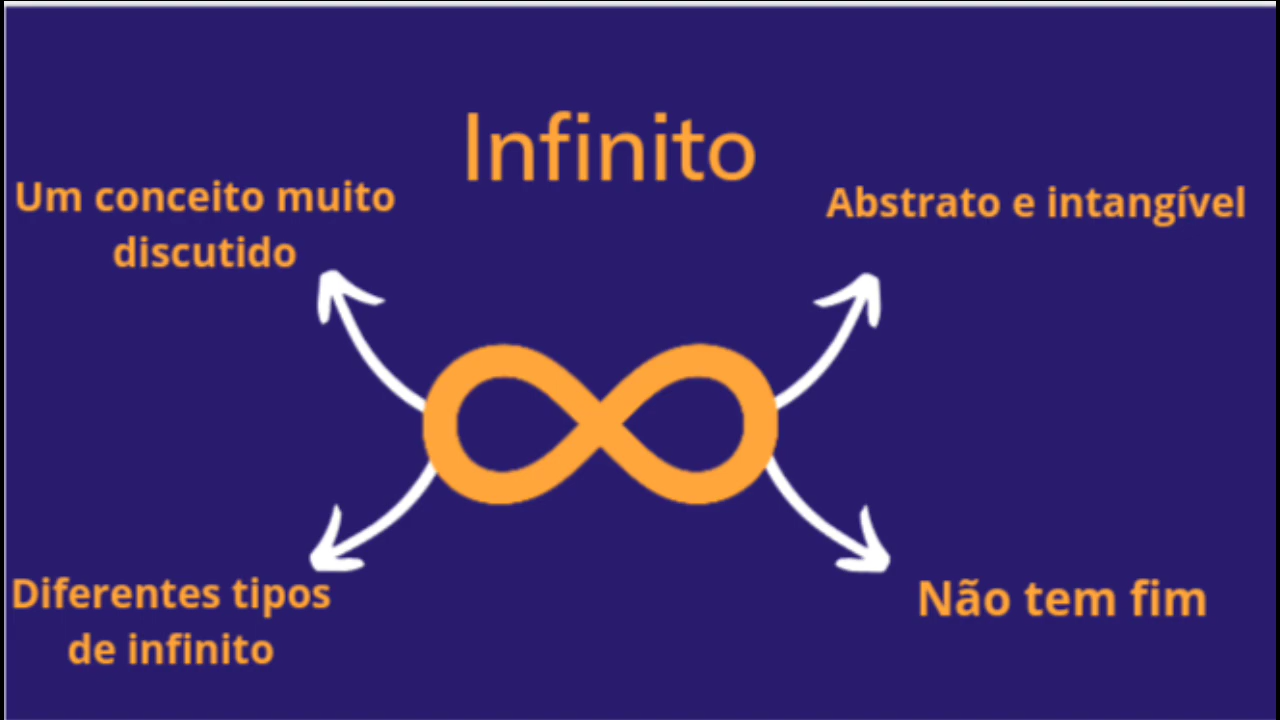 Infinito
Um conceito muito
discutido
Abstrato e intangível
Diferentes tipos
de infinito
Não tem fim